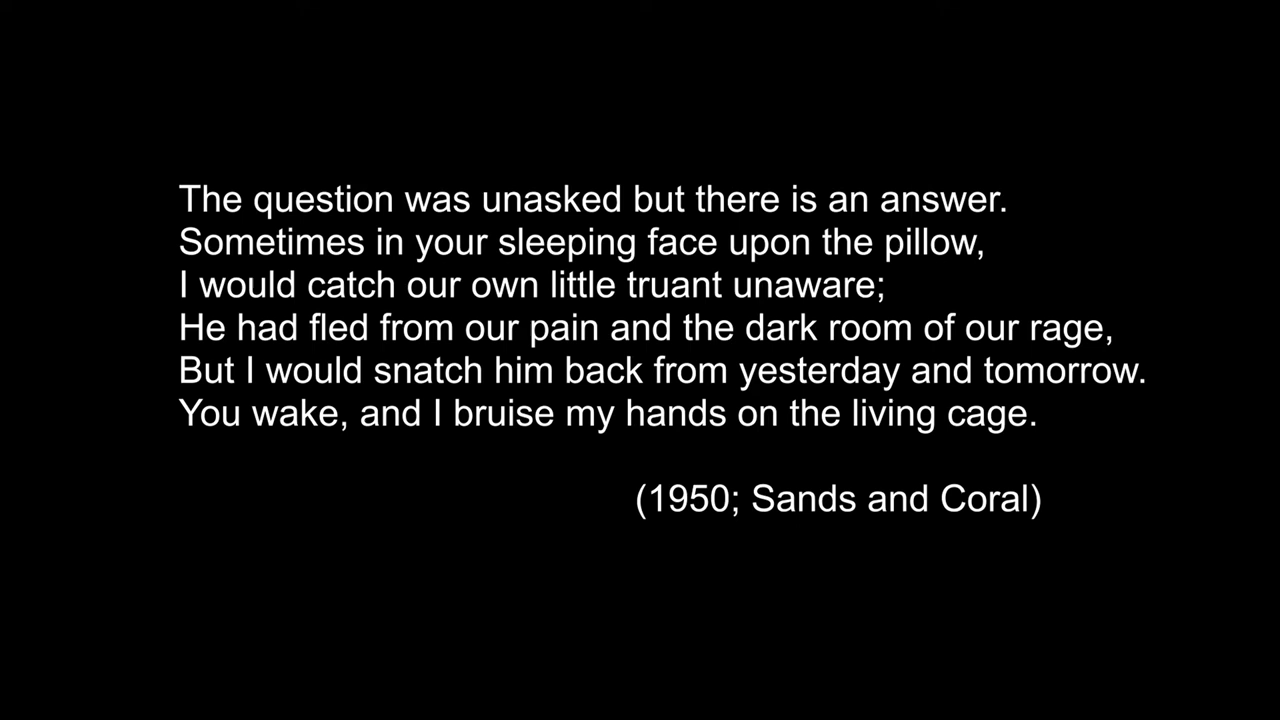 The question was unasked but there is an answer.
Sometimes in your sleeping face upon the pillow,
I would catch our own little truant unaware;
He had fled from our pain and the dark room of our rage,
But I would snatch him back from yesterday and tomorrow.
You wake, and I bruise my hands on the living cage.
(1950; Sands and Coral)